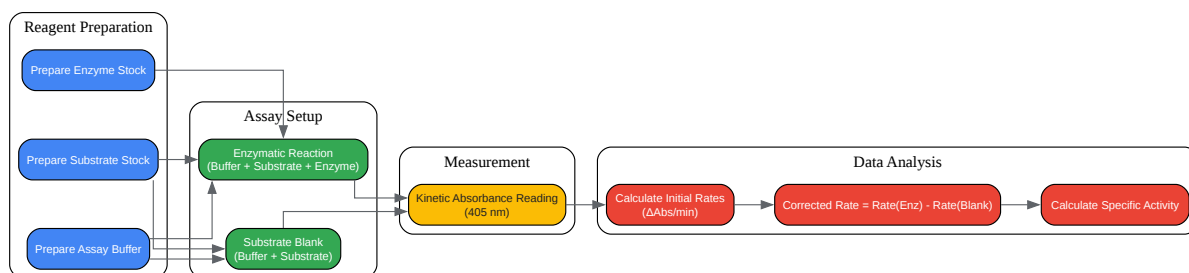 Reagent Preparation
Prepare Enzyme Stock
Prepare Substrate Stock
Prepare Assay Buffer
Assay Setup
Enzymatic Reaction
(Buffer + Substrate + Enzyme)
Substrate Blank
(Buffer + Substrate)
Measurement
Kinetic Absorbance Reading
(405 nm)
Data Analysis
Calculate Initial Rates
(ΔAbs/min)
Corrected Rate = Rate(Enz) - Rate(Blank)
Calculate Specific Activity